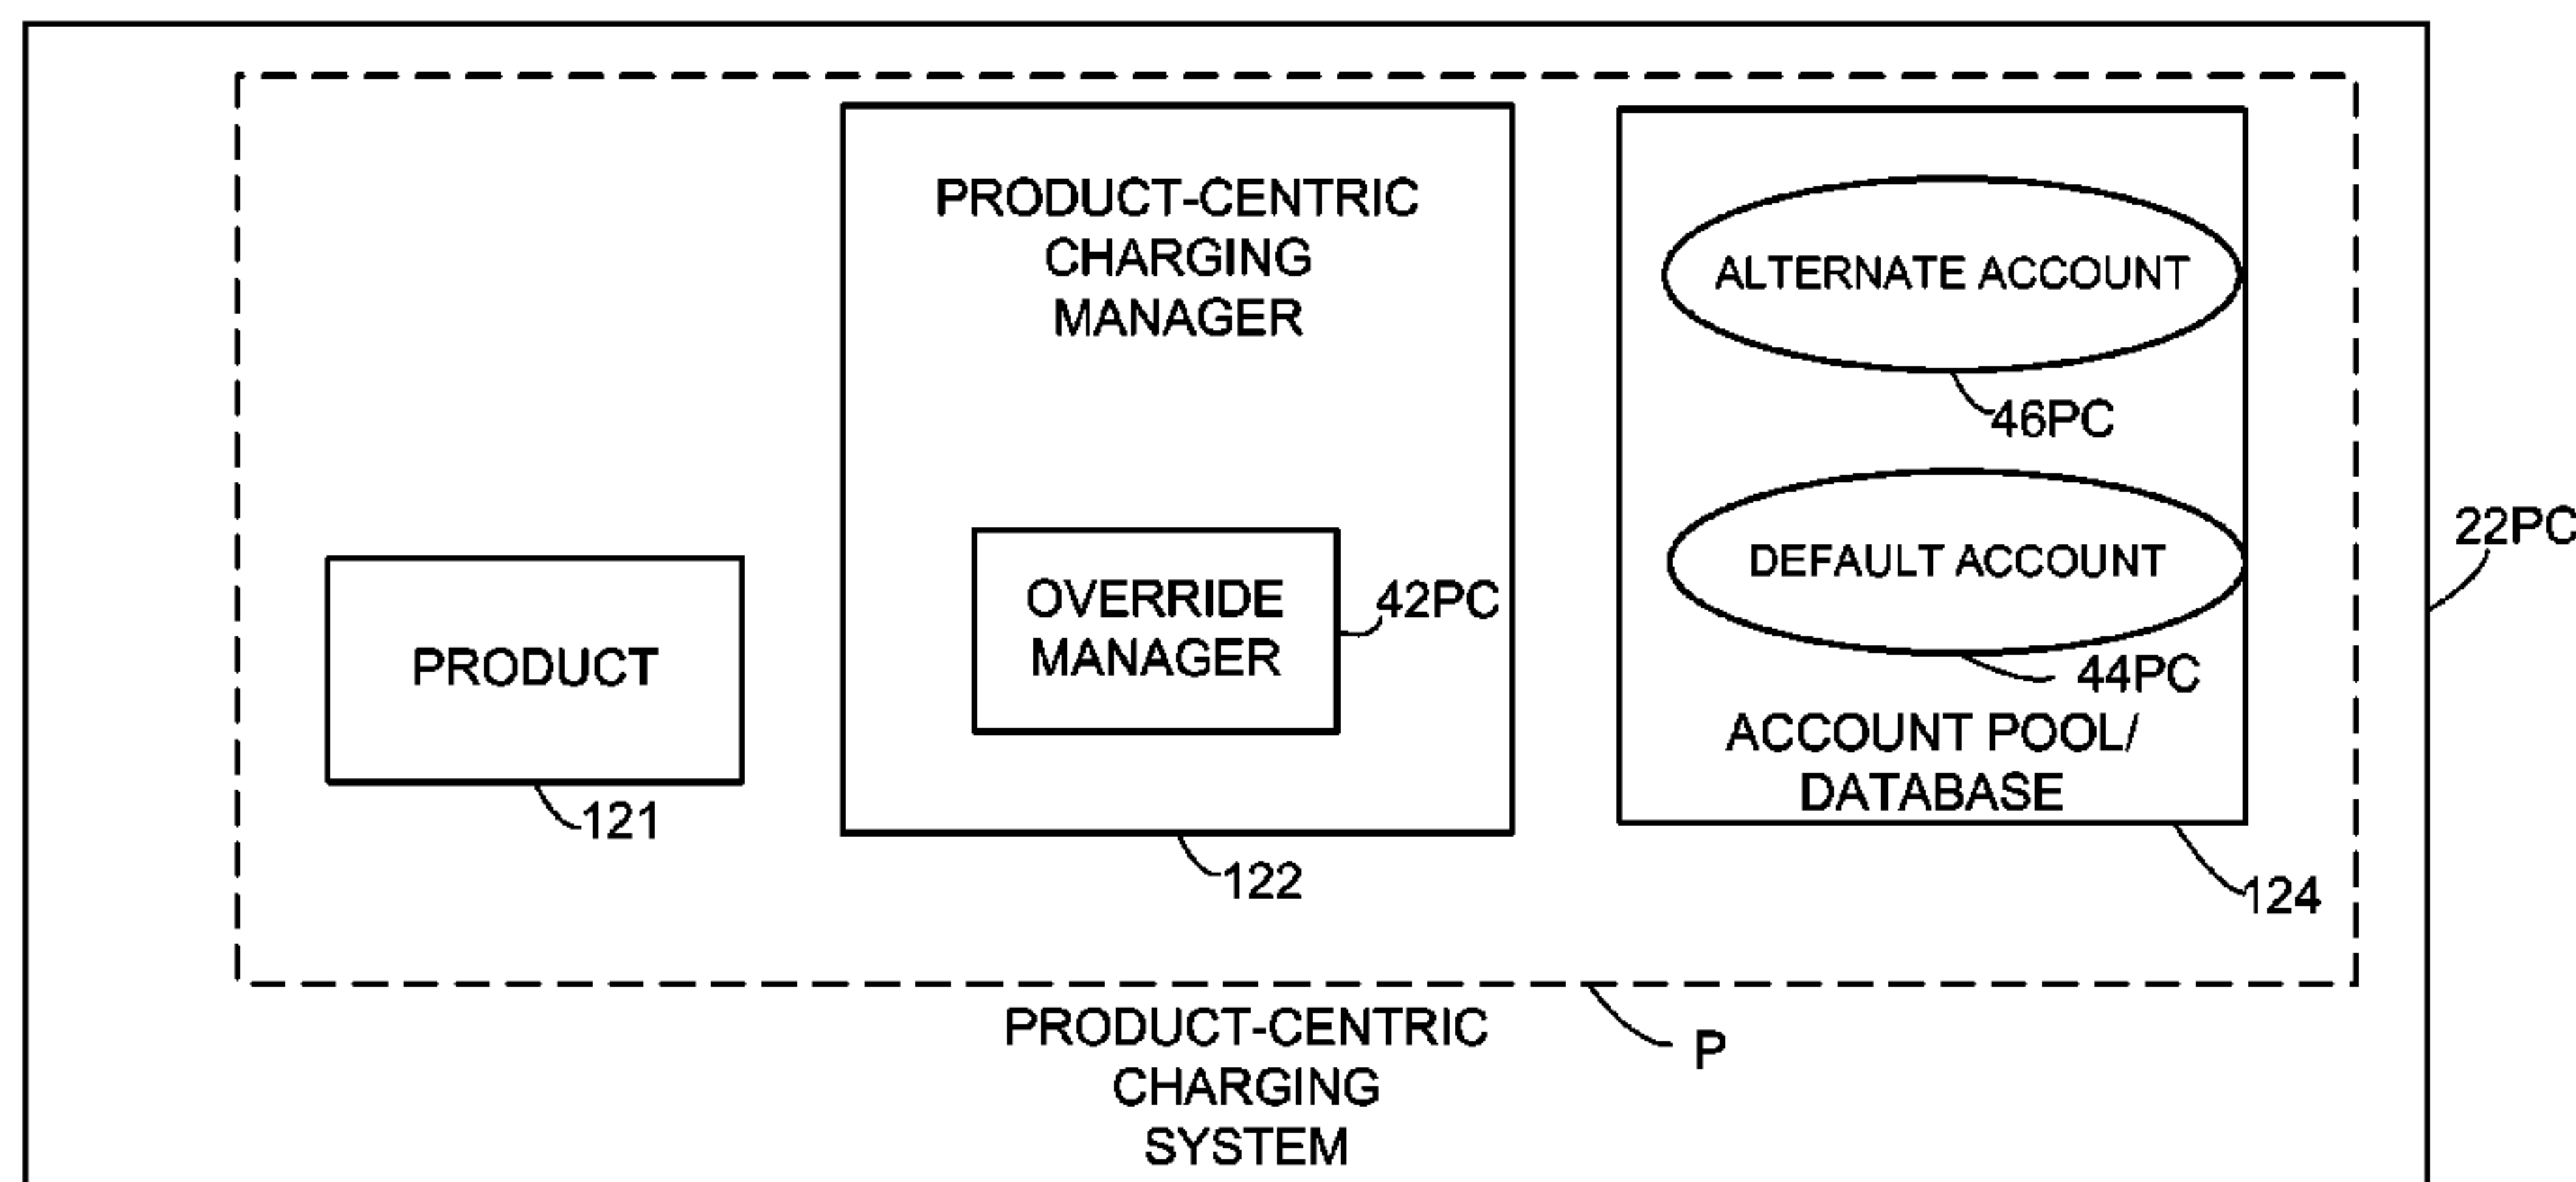 PRODUCT-CENTRIC
CHARGING
MANAGER
ALTERNATE ACCOUNT
46PC
22PC
DEFAULT ACCOUNT
OVERRIDE
MANAGER
42PC
PRODUCT
44PC
ACCOUNT POOL/
DATABASE
121
122
124
PRODUCT-CENTRIC
CHARGING
SYSTEM
P